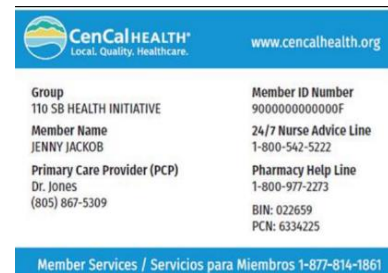 CenCalHEALTH®
Local. Quality. Healthcare.
www.cencalhealth.org
Group
110 SB HEALTH INITIATIVE
Member Name
JENNY JACKOB
Primary Care Provider (PCP)
Dr. Jones
(805) 867-5309
Member ID Number
9000000000000F
24/7 Nurse Advice Line
1-800-542-5222
Pharmacy Help Line
1-800-977-2273
BIN: 022659
PCN: 6334225
Member Services / Servicios para Miembros 1-877-814-1861